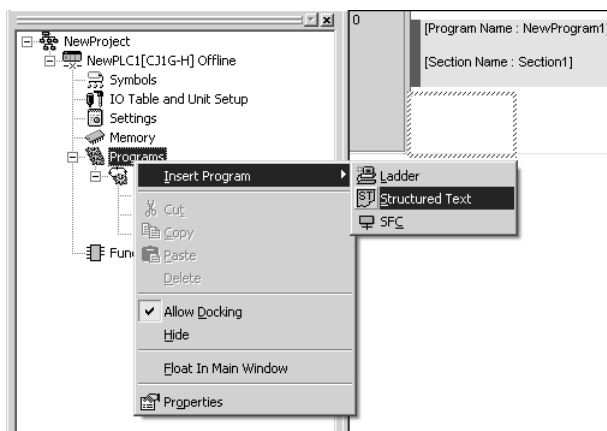 NewProject
NewPLC1[CJ1G-H] Offline
Symbols
IO Table and Unit Setup
Settings
Memory
Programs
Insert Program
Cut
Copy
Paste
Delete
Allow Docking
Hide
Float In Main Window
Properties
Ladder
ST Structured Text
SFC
0
[Program Name : NewProgram1
[Section Name : Section1]